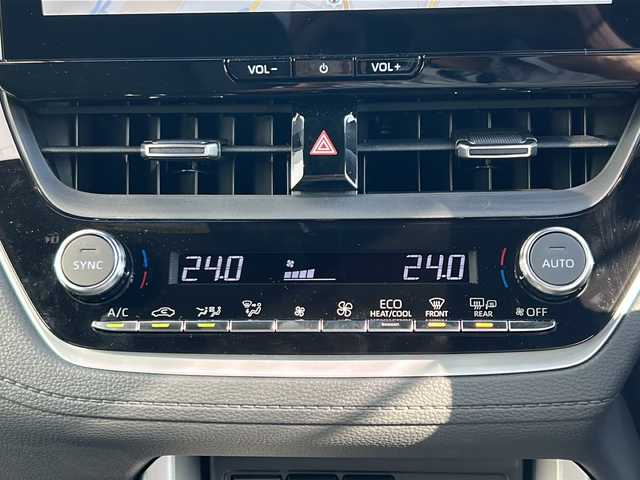 VOL− VOL+
SYNC 24.0 24.0 AUTO
A/C ECO HEAT/COOL FRONT REAR OFF